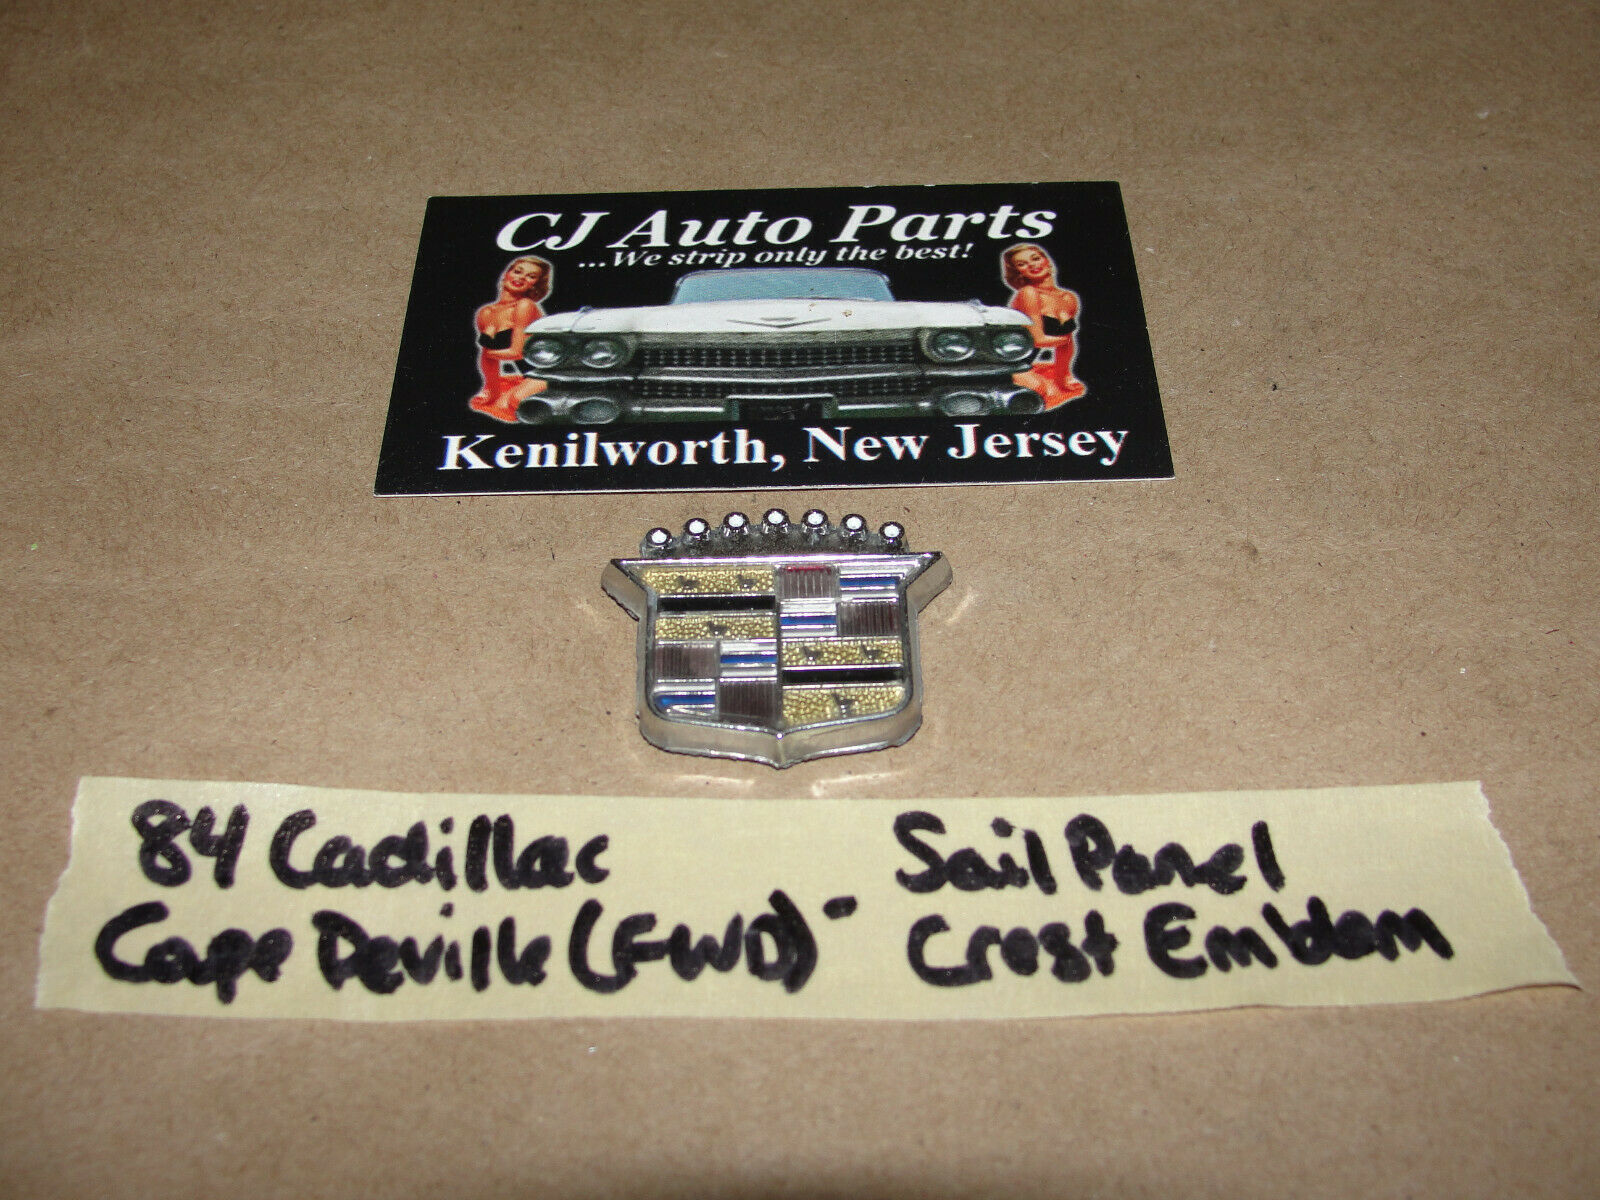 CJ Auto Parts
...We strip only the best!
Kenilworth, New Jersey
84 Cadillac
Cope Deville (FWD) -
Sail Panel
Crest Emblem